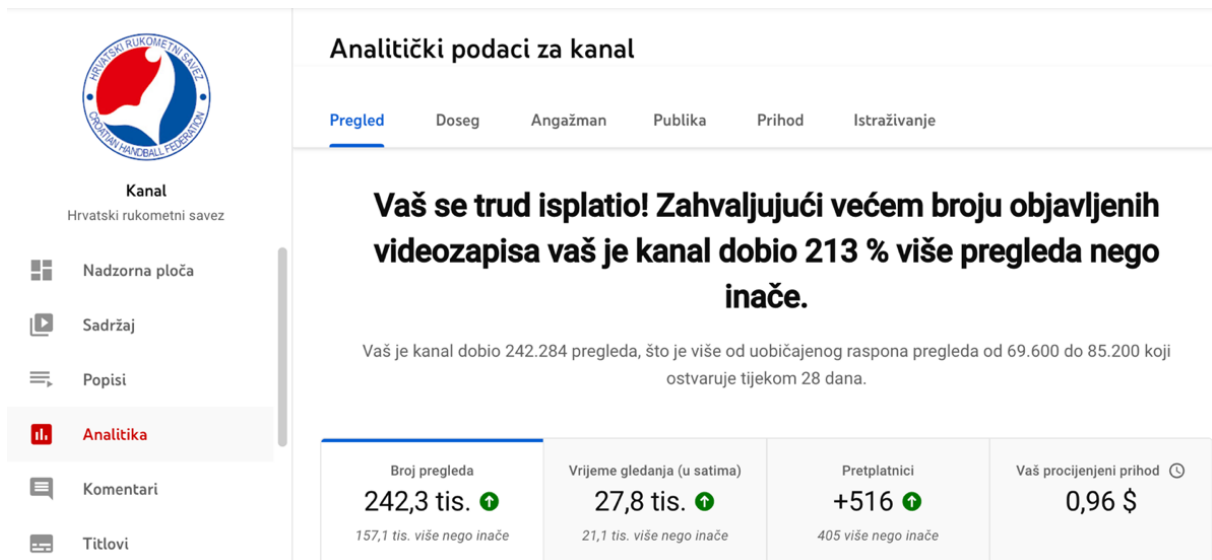 HRVATSKI RUKOMETNI SAVEZ
CROATIAN HANDBALL FEDERATION
Kanal
Hrvatski rukometni savez
Nadzorna ploča
Sadržaj
Popisi
Analitika
Komentari
Titlovi
Analitički podaci za kanal
Pregled Doseg Angažman Publika Prihod Istraživanje
Vaš se trud isplatio! Zahvaljujući većem broju objavljenih
videozapisa vaš je kanal dobio 213 % više pregleda nego
inače.
Vaš je kanal dobio 242.284 pregleda, što je više od uobičajenog raspona pregleda od 69.600 do 85.200 koji
ostvaruje tijekom 28 dana.
Broj pregleda
242,3 tis.
157,1 tis. više nego inače
Vrijeme gledanja (u satima)
27,8 tis.
21,1 tis. više nego inače
Pretplatnici
+516
405 više nego inače
Vaš procijenjeni prihod
0,96 $